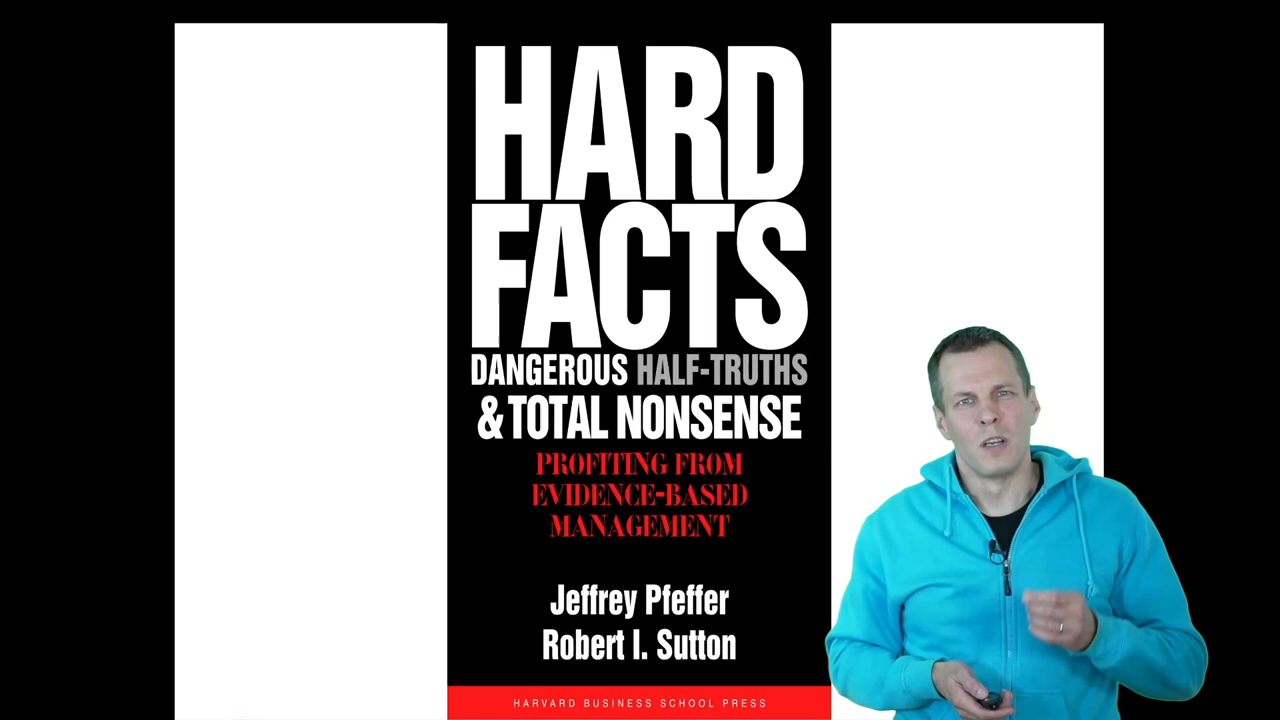 HARD
FACTS
DANGEROUS HALF-TRUTHS
& TOTAL NONSENSE
PROFITING FROM
EVIDENCE-BASED
MANAGEMENT
Jeffrey Pfeffer
Robert I. Sutton
HARVARD BUSINESS SCHOOL PRESS